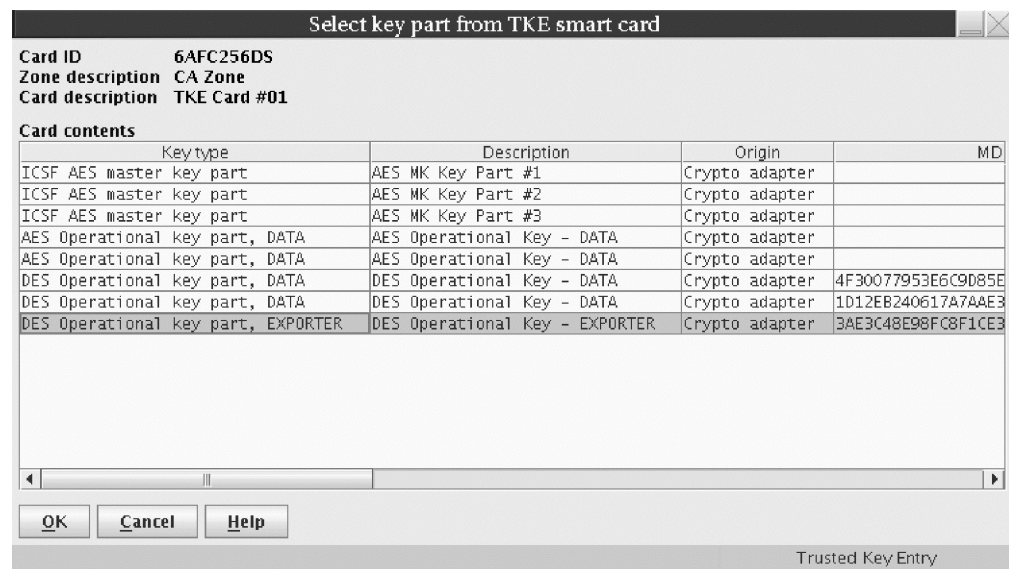 Select key part from TKE smart card
Card ID 6AFC256DS
Zone description CA Zone
Card description TKE Card #01
Card contents
Key type Description Origin MD
ICSF AES master key part AES MK Key Part #1 Crypto adapter
ICSF AES master key part AES MK Key Part #2 Crypto adapter
ICSF AES master key part AES MK Key Part #3 Crypto adapter
AES Operational key part, DATA AES Operational Key - DATA Crypto adapter
AES Operational key part, DATA AES Operational Key - DATA Crypto adapter
DES Operational key part, DATA DES Operational Key - DATA Crypto adapter 4F30077953E6C9D85E
DES Operational key part, DATA DES Operational Key - DATA Crypto adapter 1D12EB240617A7AAE3
DES Operational key part, EXPORTER DES Operational Key - EXPORTER Crypto adapter 3AE3C48E98FC8F1CE3
OK Cancel Help
Trusted Key Entry